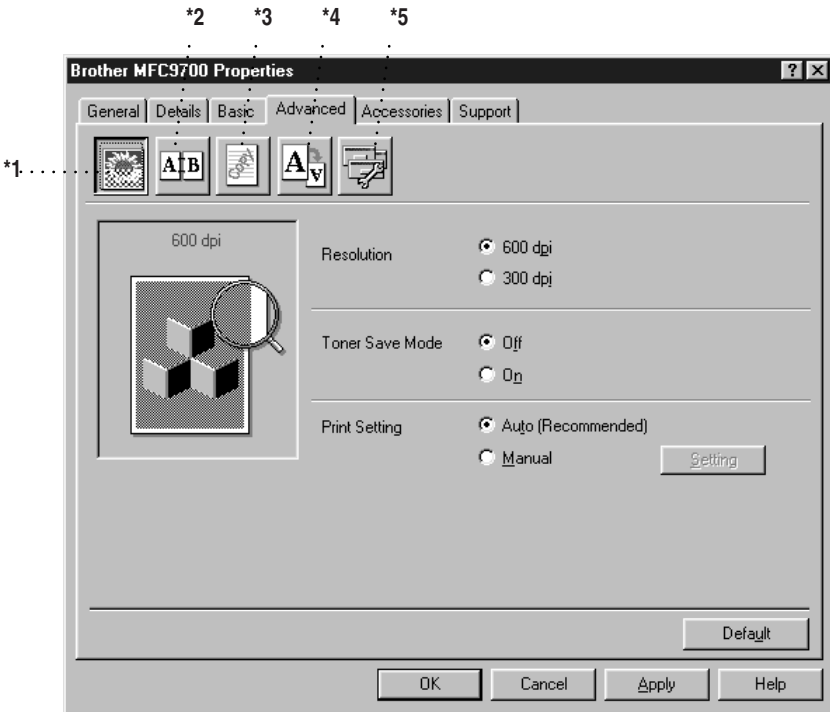 *2 *3 *4 *5
Brother MFC9700 Properties
General Details Basic Advanced Accessories Support
*1
A B Copy A A
600 dpi
Resolution
600 dpi
300 dpi
Toner Save Mode
Off
On
Print Setting
Auto (Recommended)
Manual
Setting
Default
OK Cancel Apply Help